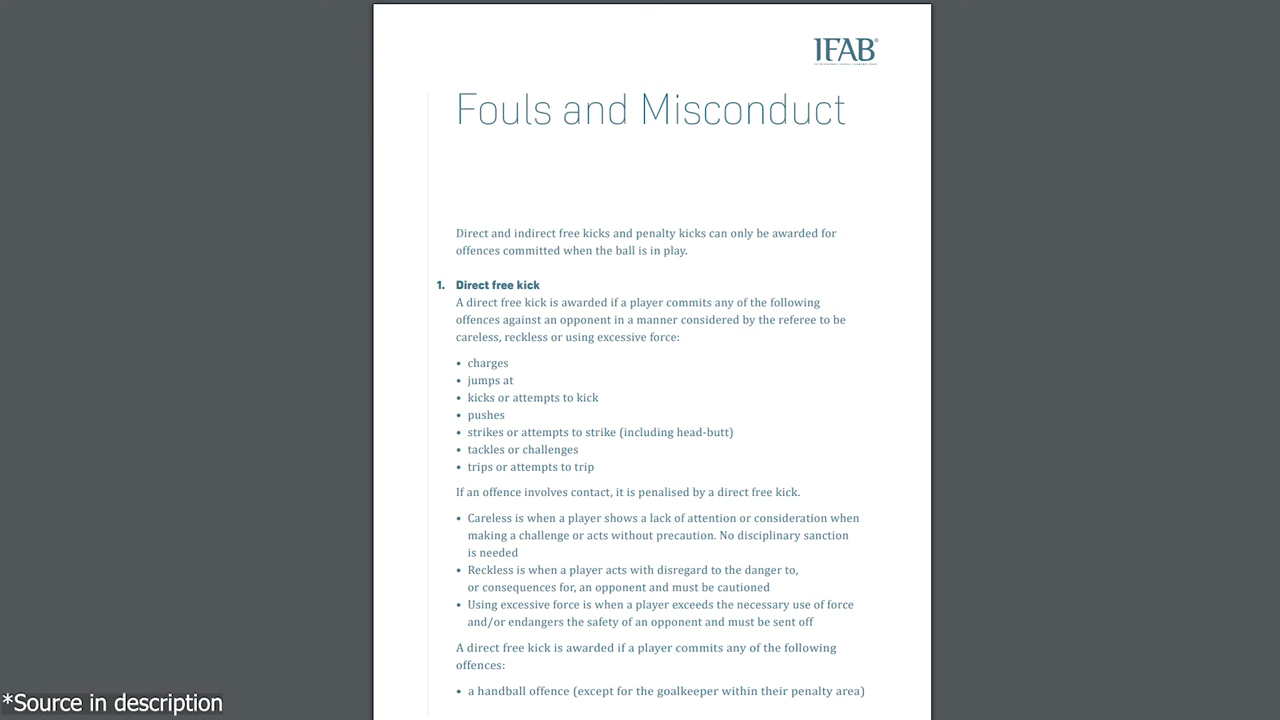 IFAB
Fouls and Misconduct
Direct and indirect free kicks and penalty kicks can only be awarded for
offences committed when the ball is in play.
1. Direct free kick
A direct free kick is awarded if a player commits any of the following
offences against an opponent in a manner considered by the referee to be
careless, reckless or using excessive force:
• charges
• jumps at
• kicks or attempts to kick
• pushes
• strikes or attempts to strike (including head-butt)
• tackles or challenges
• trips or attempts to trip
If an offence involves contact, it is penalised by a direct free kick.
• Careless is when a player shows a lack of attention or consideration when
making a challenge or acts without precaution. No disciplinary sanction
is needed
• Reckless is when a player acts with disregard to the danger to,
or consequences for, an opponent and must be cautioned
• Using excessive force is when a player exceeds the necessary use of force
and/or endangers the safety of an opponent and must be sent off
A direct free kick is awarded if a player commits any of the following
offences:
• a handball offence (except for the goalkeeper within their penalty area)
*Source in description